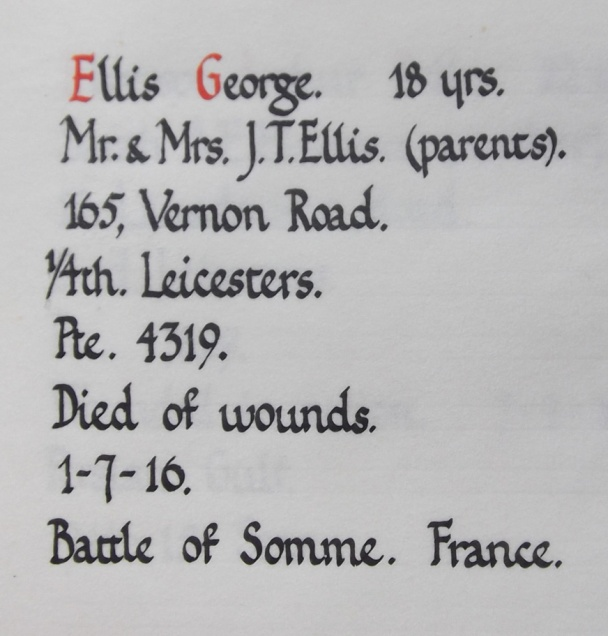 Ellis George. 18 yrs.
Mr. & Mrs. J.T.Ellis. (parents).
165, Vernon Road.
1/4th. Leicesters.
Pte. 4319.
Died of wounds.
1-7-16.
Battle of Somme. France.